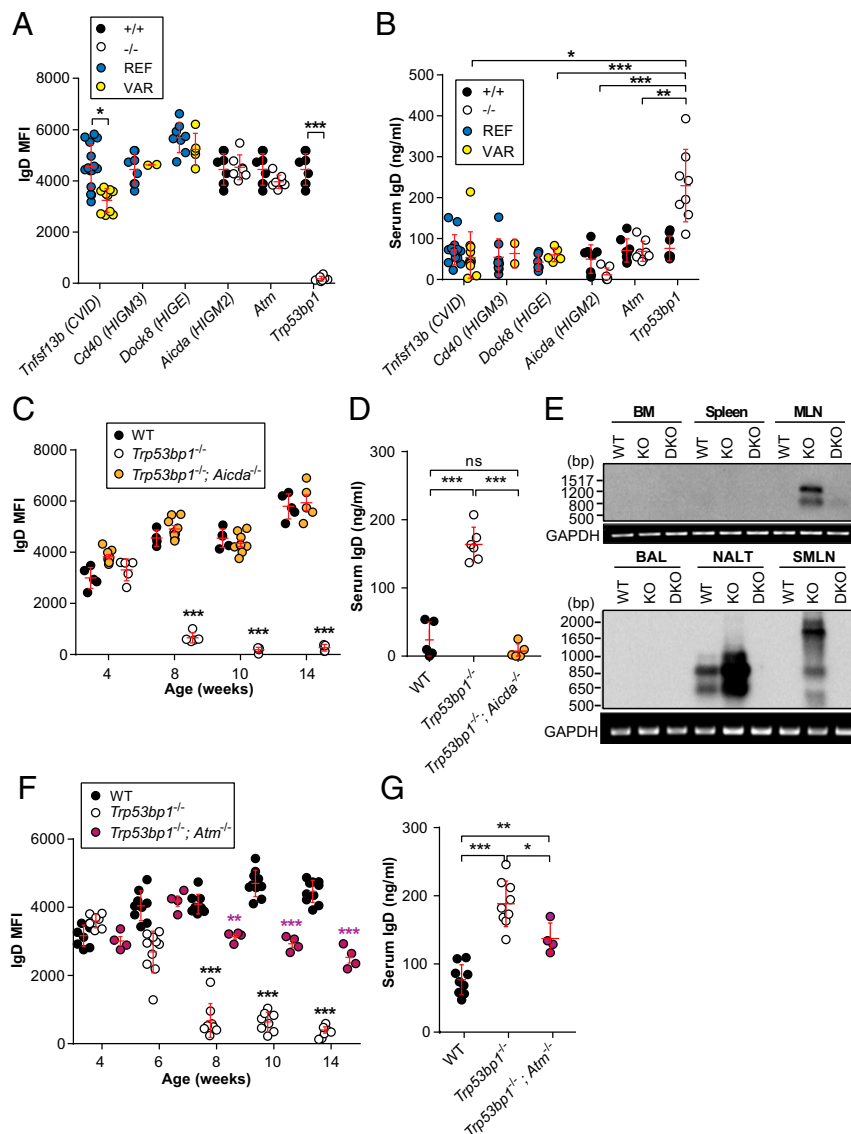 A
+/+
-/-
REF
VAR
8000
6000
4000
2000
0
IgD MFI
*
***
Tnfsf13b (CVID)
Cd40 (HIGM3)
Dock8 (HIGE)
Aicda (HIGM2)
Atm
Trp53bp1
B
*
***
***
**
+/+
-/-
REF
VAR
500
400
300
200
100
0
Serum IgD (ng/ml)
Tnfsf13b (CVID)
Cd40 (HIGM3)
Dock8 (HIGE)
Aicda (HIGM2)
Atm
Trp53bp1
C
WT
Trp53bp1-/-
Trp53bp1-/-; Aicda-/-
8000
6000
4000
2000
0
IgD MFI
*** *** ***
4 8 10 14
Age (weeks)
D
300
200
100
0
Serum IgD (ng/ml)
ns
*** ***
WT
Trp53bp1-/-
Trp53bp1-/-; Aicda-/-
E
BM Spleen MLN
WT KO DKO WT KO DKO WT KO DKO
(bp)
1517
1200
800
500
GAPDH
BAL NALT SMLN
WT KO DKO WT KO DKO WT KO DKO
(bp)
2000
1650
1000
850
650
500
GAPDH
F
WT
Trp53bp1-/-
Trp53bp1-/-; Atm-/-
6000
4000
2000
0
IgD MFI
** *** ***
*** *** ***
4 6 8 10 14
Age (weeks)
G
300
200
100
0
Serum IgD (ng/ml)
**
*** *
WT
Trp53bp1-/-
Trp53bp1-/-; Atm-/-